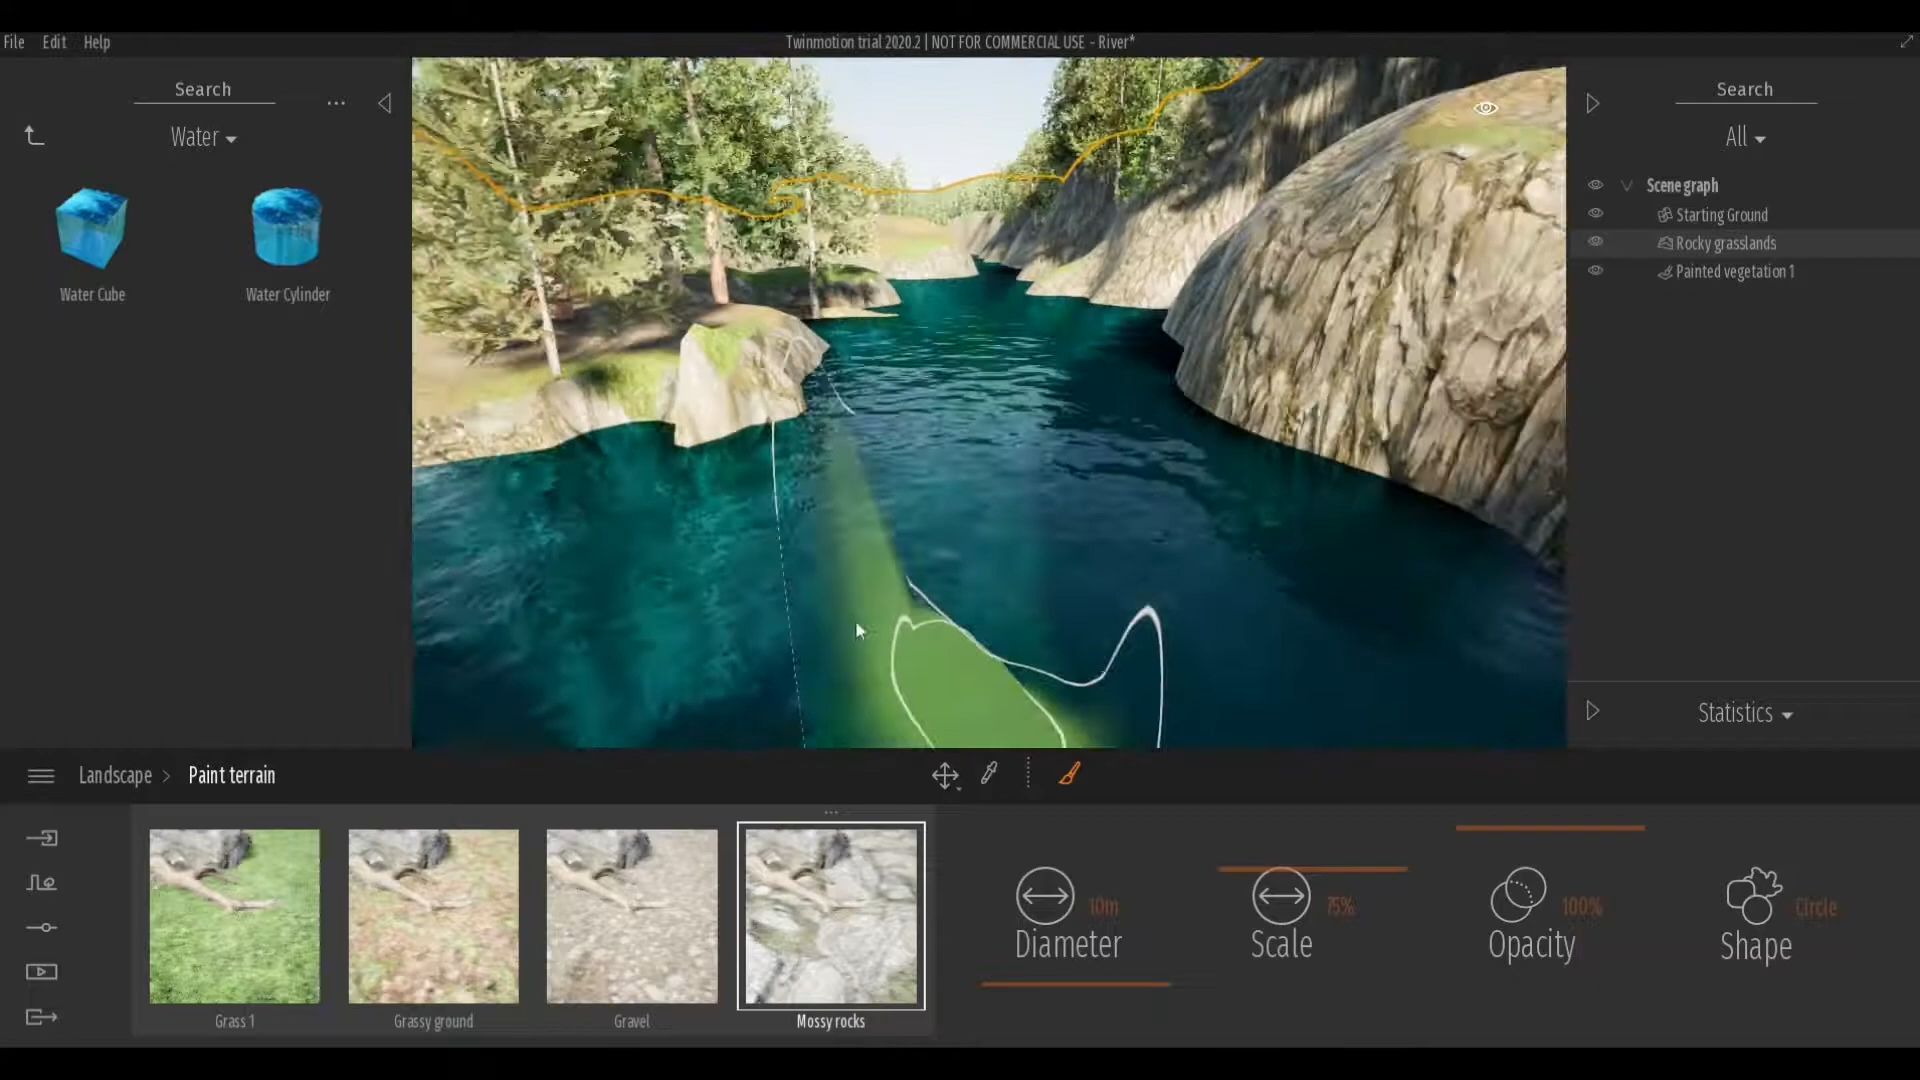 File Edit Help
Twinmotion trial 2020.2 | NOT FOR COMMERCIAL USE - River*
Search
...
Water
Water Cube
Water Cylinder
Search
All
Scene graph
Starting Ground
Rocky grasslands
Painted vegetation 1
Statistics
Landscape > Paint terrain
Grass 1
Grassy ground
Gravel
Mossy rocks
10m
Diameter
75%
Scale
100%
Opacity
Circle
Shape